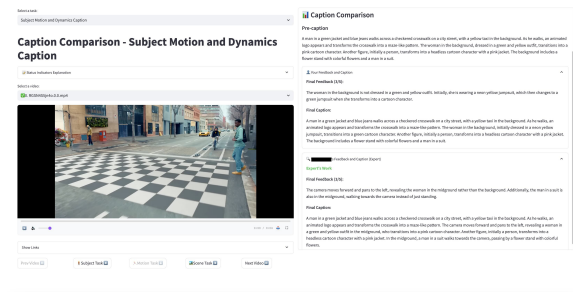 Select a task:
Subject Motion and Dynamics Caption
Caption Comparison - Subject Motion and Dynamics
Caption
Status Indicators Explanation
Select a video:
Show Links
Prev Video
Subject Task
Motion Task
Scene Task
Next Video
Caption Comparison
Pre-caption
A man in a green jacket and blue jeans walks across a checkered crosswalk on a city street, with a yellow taxi in the background. As he walks, an animated
logo appears and transforms the crosswalk into a maze-like pattern. The woman in the background, dressed in a green and yellow outfit, transitions into a
pink cartoon character. Another figure, initially a person, transforms into a headless cartoon character with a pink jacket. The background includes a
flower stand with colorful flowers and a man in a suit.
Your Feedback and Caption
Final Feedback (3/5):
The woman in the background is not dressed in a green and yellow outfit. Initially, she is wearing a neon yellow jumpsuit, which then changes to a
green jumpsuit when she transforms into a cartoon character.
Final Caption:
A man in a green jacket and blue jeans walks across a checkered crosswalk on a city street, with a yellow taxi in the background. As he walks, an
animated logo appears and transforms the crosswalk into a maze-like pattern. The woman in the background, initially dressed in a neon yellow
jumpsuit, transitions into a green cartoon character. Another figure, initially a person, transforms into a headless cartoon character with a pink jacket.
The background includes a flower stand with colorful flowers and a man in a suit.
's Feedback and Caption (Expert)
Expert's Work
Final Feedback (3/5):
The camera moves forward and pans to the left, revealing the woman in the midground rather than the background. Additionally, the man in a suit is
also in the midground, walking towards the camera instead of just standing.
Final Caption:
A man in a green jacket and blue jeans walks across a checkered crosswalk on a city street, with a yellow taxi in the background. As he walks, an
animated logo appears and transforms the crosswalk into a maze-like pattern. The camera moves forward and pans to the left, revealing a woman in
a green and yellow outfit in the midground, who transitions into a pink cartoon character. Another figure, initially a person, transforms into a
headless cartoon character with a pink jacket. In the midground, a man in a suit walks towards the camera, passing by a flower stand with colorful
flowers.